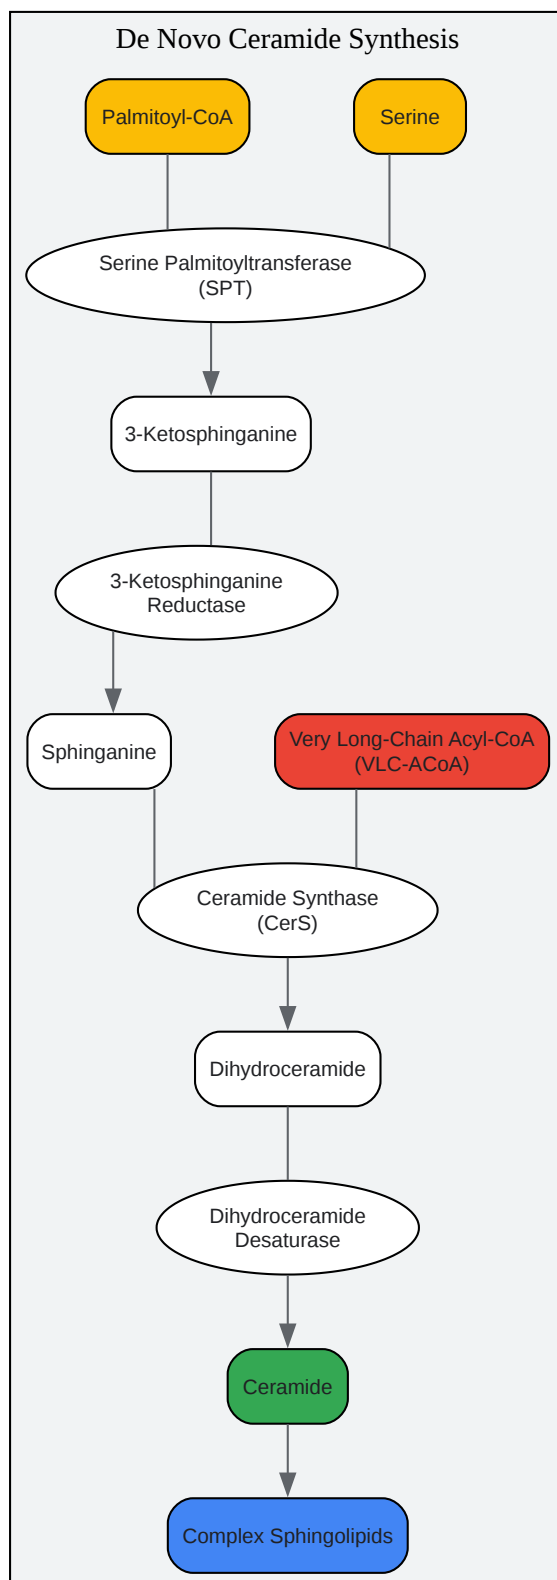 De Novo Ceramide Synthesis
Palmitoyl-CoA
Serine
Serine Palmitoyltransferase
(SPT)
3-Ketosphinganine
3-Ketosphinganine
Reductase
Sphinganine
Very Long-Chain Acyl-CoA
(VLC-ACoA)
Ceramide Synthase
(CerS)
Dihydroceramide
Dihydroceramide
Desaturase
Ceramide
Complex Sphingolipids